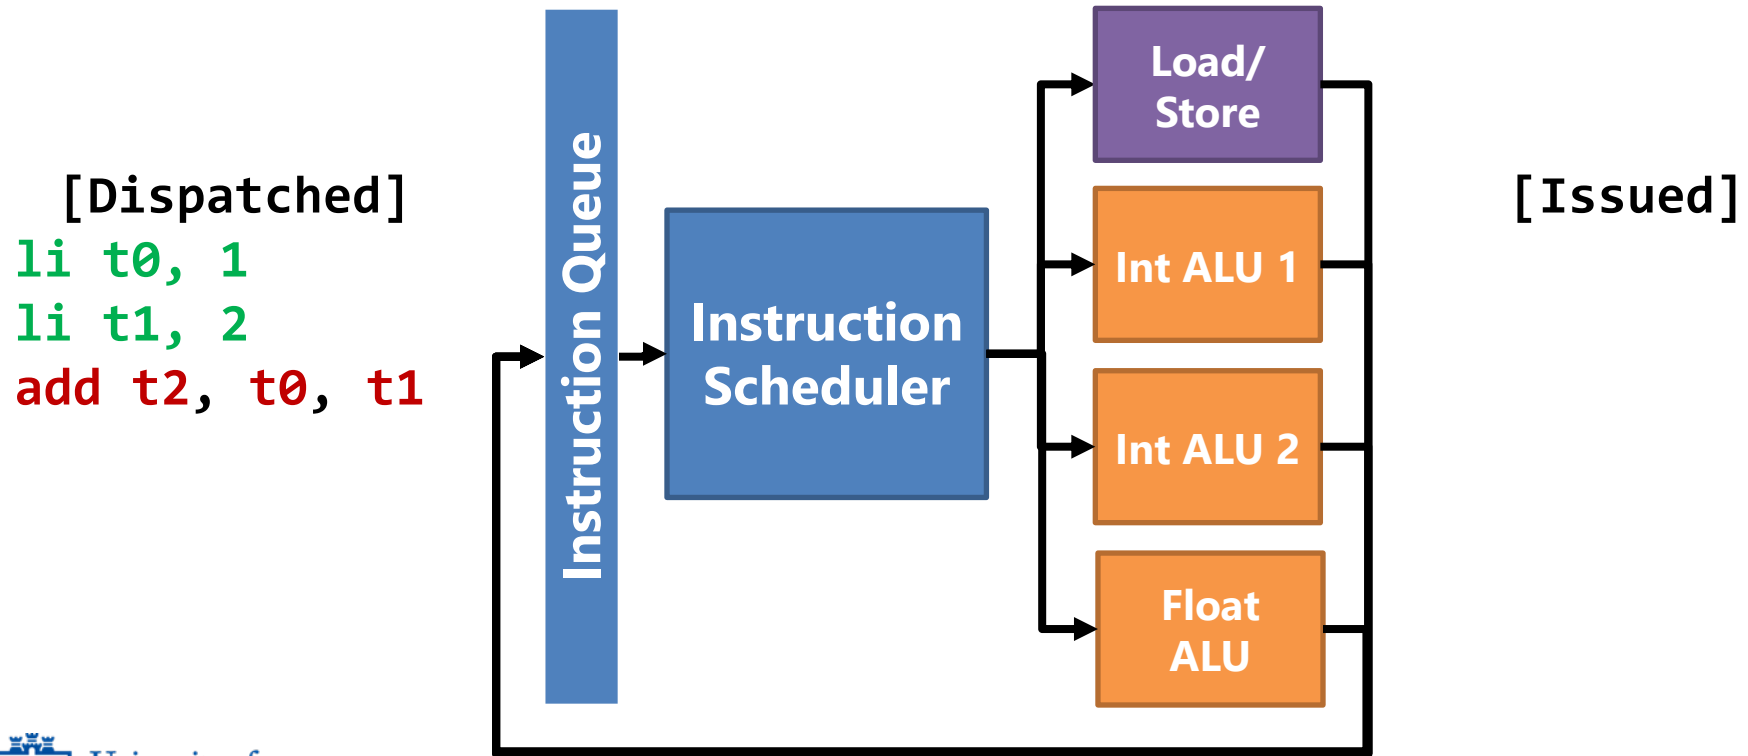 [Dispatched]
li t0, 1
li t1, 2
add t2, t0, t1
Instruction Queue
Instruction
Scheduler
Load/
Store
Int ALU 1
Int ALU 2
Float
ALU
[Issued]